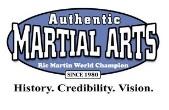 Authentic
MARTIAL ARTS
Ric Martin World Champion
SINCE 1980
History. Credibility. Vision.